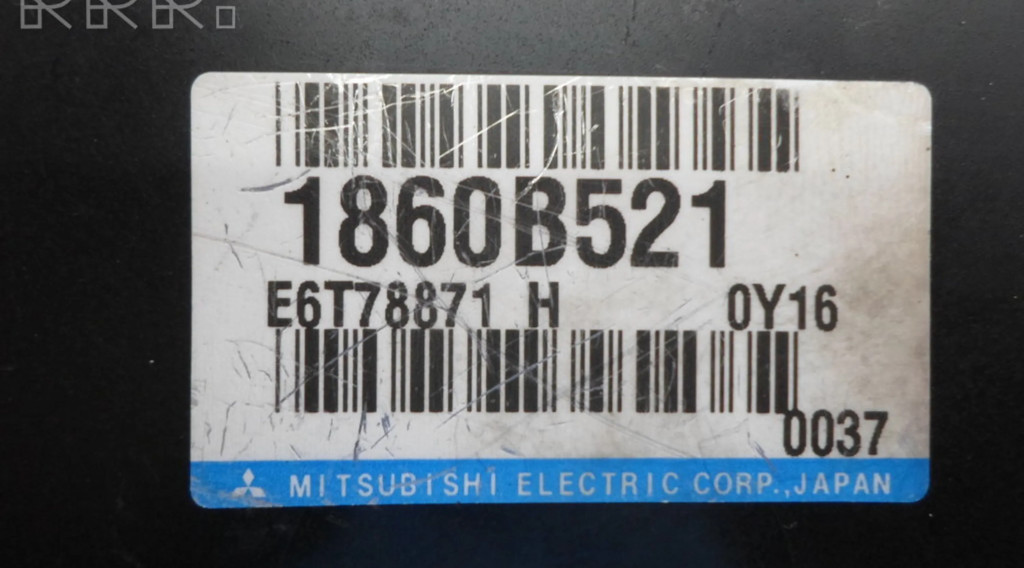 RRR.
1860B521
E6T78871 H 0Y16
0037
MITSUBISHI ELECTRIC CORP.,JAPAN